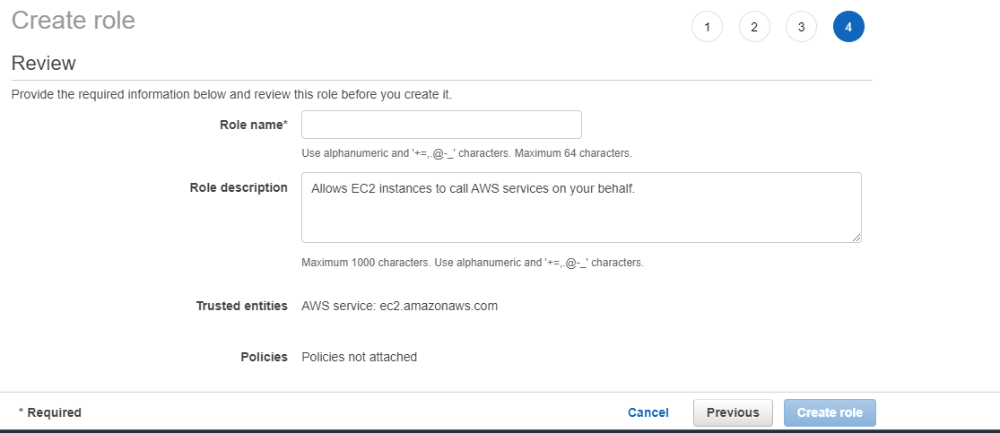 Create role
1 2 3 4
Review
Provide the required information below and review this role before you create it.
Role name*
Use alphanumeric and '+=,.@-_' characters. Maximum 64 characters.
Role description Allows EC2 instances to call AWS services on your behalf.
Maximum 1000 characters. Use alphanumeric and '+=,.@-_' characters.
Trusted entities AWS service: ec2.amazonaws.com
Policies Policies not attached
* Required Cancel Previous Create role